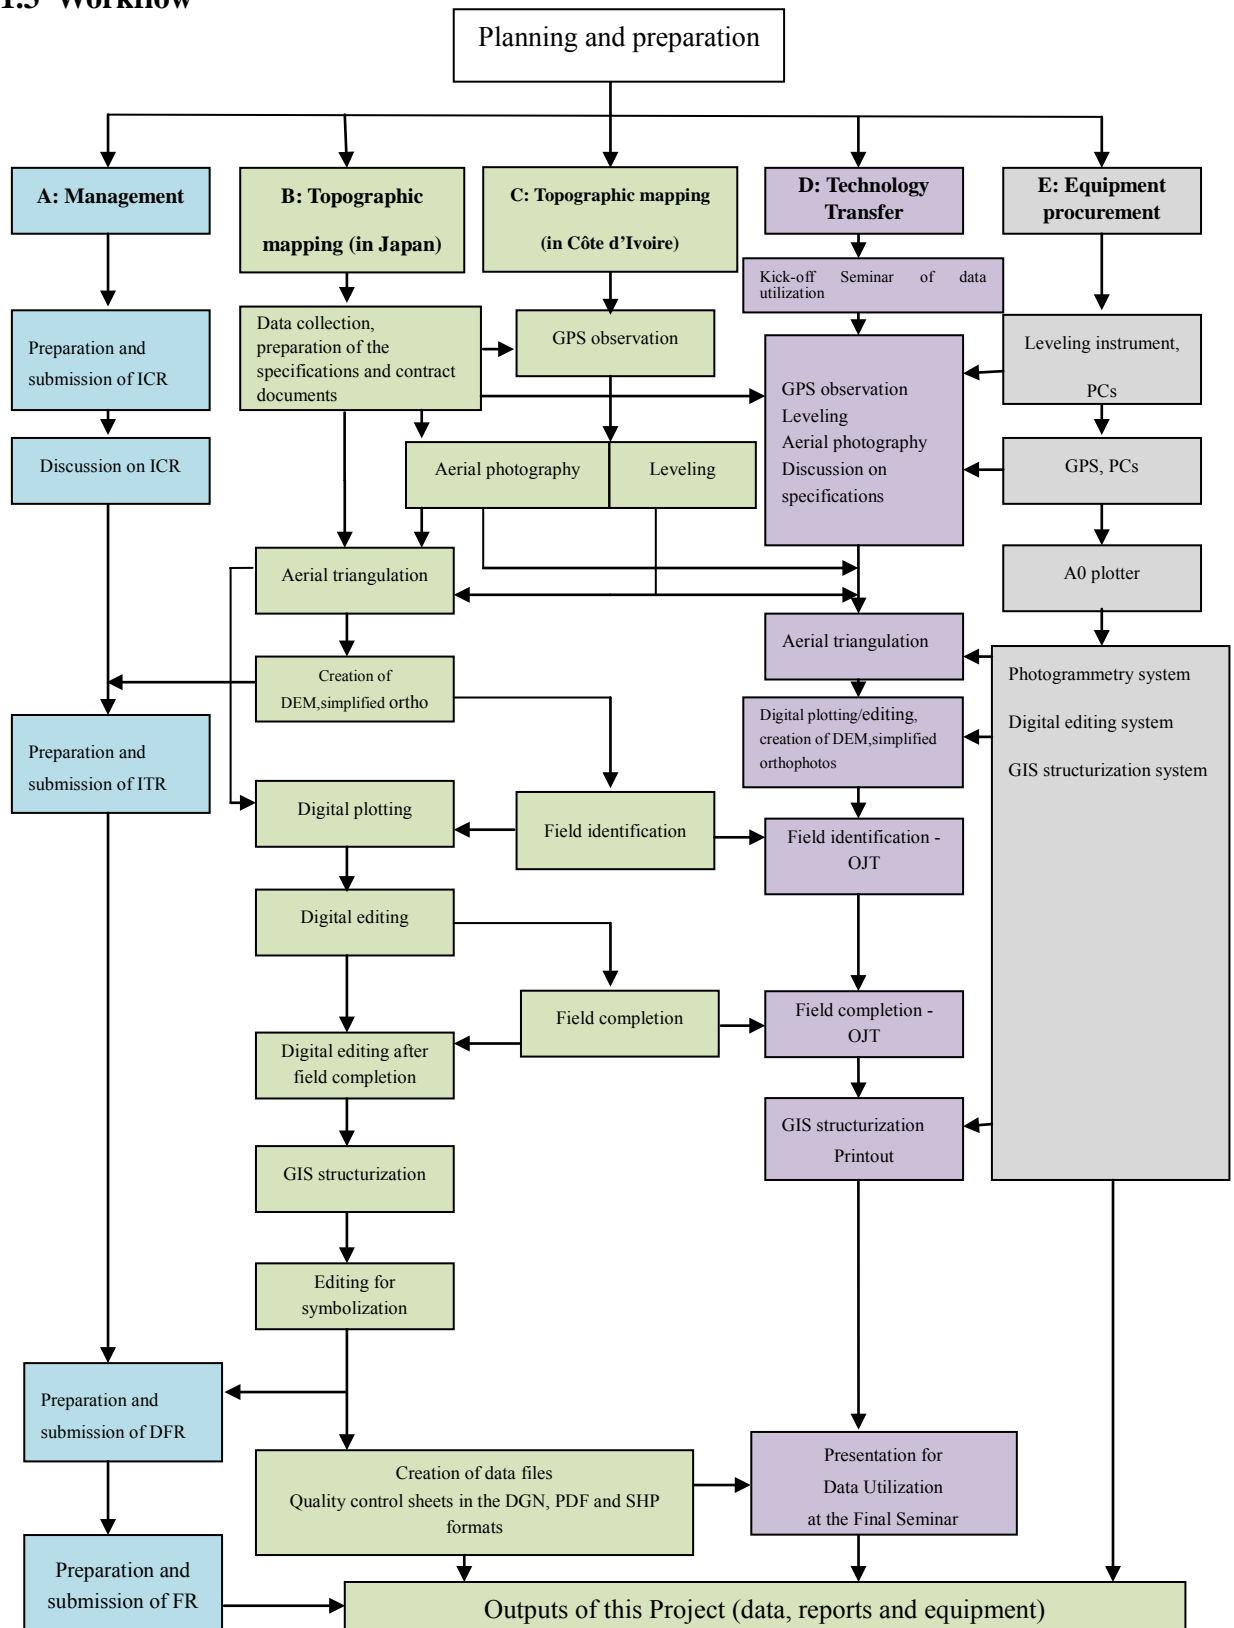 1.3 Workflow
Planning and preparation
A: Management
B: Topographic
mapping (in Japan)
C: Topographic mapping
(in Côte d'Ivoire)
D: Technology
Transfer
E: Equipment
procurement
Kick-off Seminar of data
utilization
Data collection,
preparation of the
specifications and contract
documents
GPS observation
Preparation and
submission of ICR
Leveling instrument,
PCs
GPS observation
Leveling
Aerial photography
Discussion on
specifications
Discussion on ICR
Aerial photography
Leveling
GPS, PCs
Aerial triangulation
A0 plotter
Aerial triangulation
Creation of
DEM,simplified ortho
Photogrammetry system
Digital editing system
GIS structurization system
Digital plotting/editing,
creation of DEM,simplified
orthophotos
Preparation and
submission of ITR
Digital plotting
Field identification
Field identification -
OJT
Digital editing
Field completion
Field completion -
OJT
Digital editing after
field completion
GIS structurization
Printout
GIS structurization
Editing for
symbolization
Preparation and
submission of DFR
Creation of data files
Quality control sheets in the DGN, PDF and SHP
formats
Presentation for
Data Utilization
at the Final Seminar
Preparation and
submission of FR
Outputs of this Project (data, reports and equipment)